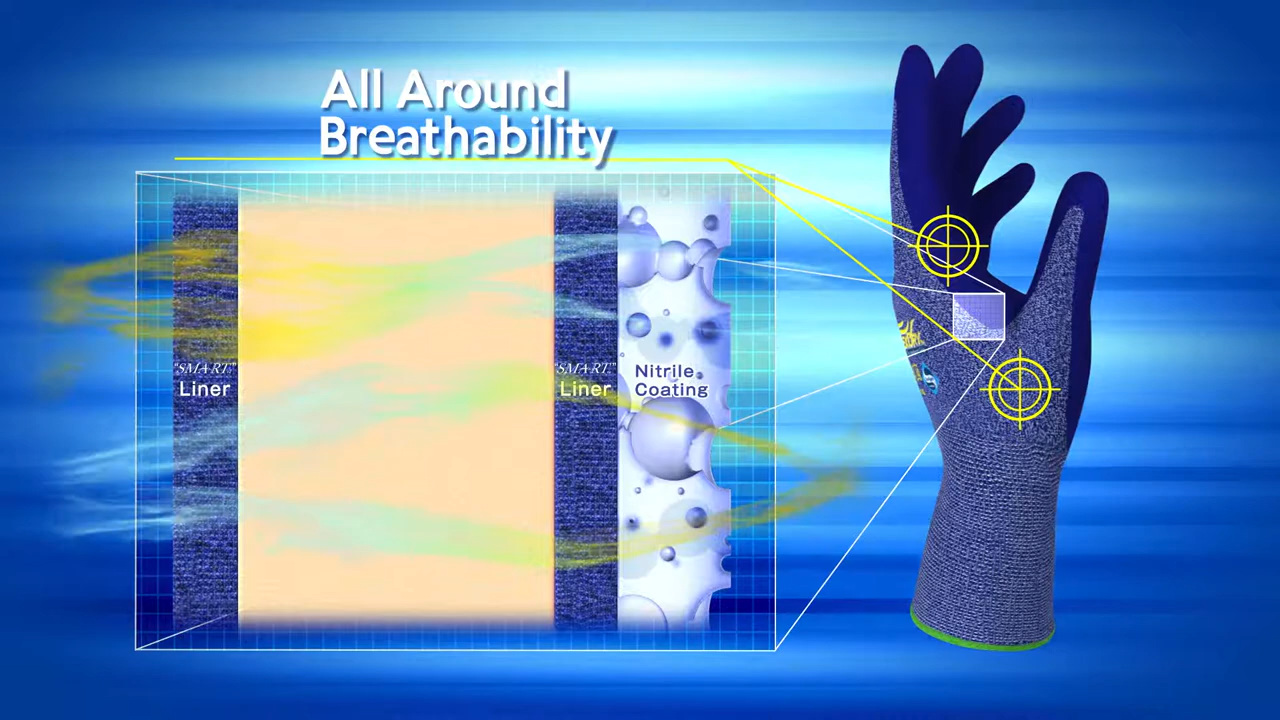 All Around
Breathability
"SMART"
Liner
"SMART"
Liner
Nitrile
Coating